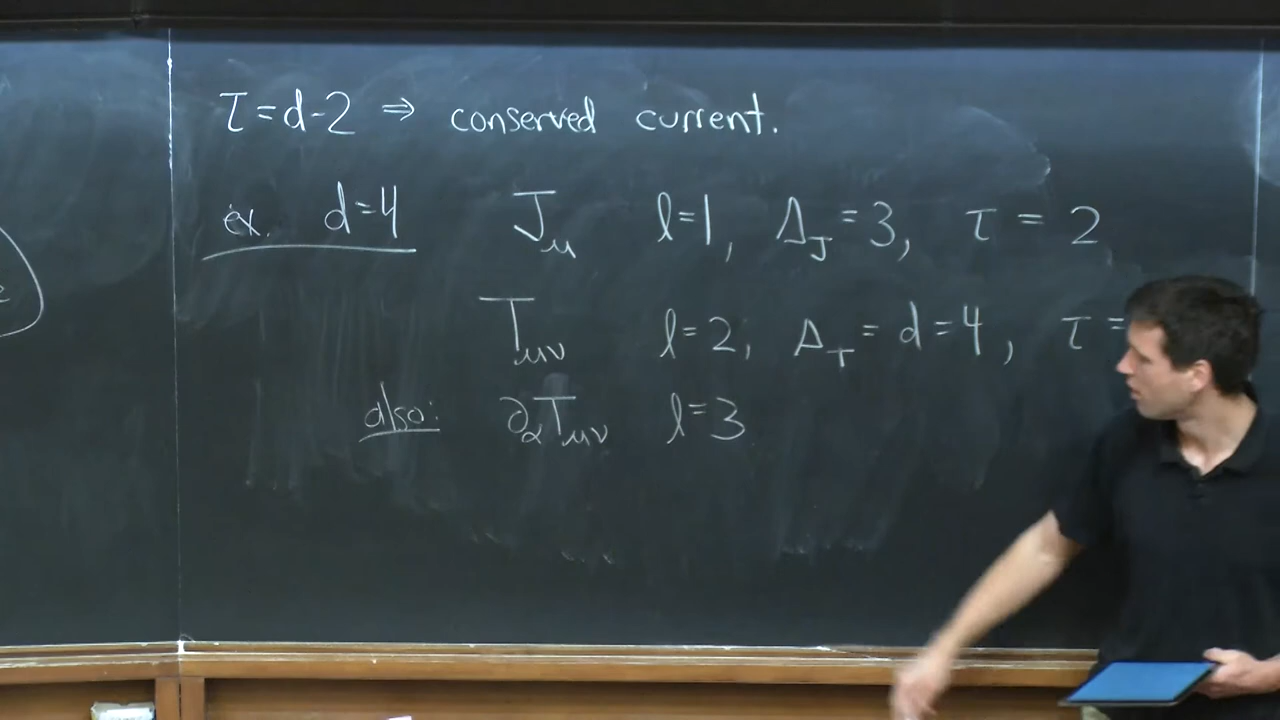 τ = d-2 ⇒ conserved current.
ex. d=4 J_μ l=1, Δ_J = 3, τ = 2
T_μν l=2, Δ_T = d=4, τ =
also: ∂_α T_μν l=3